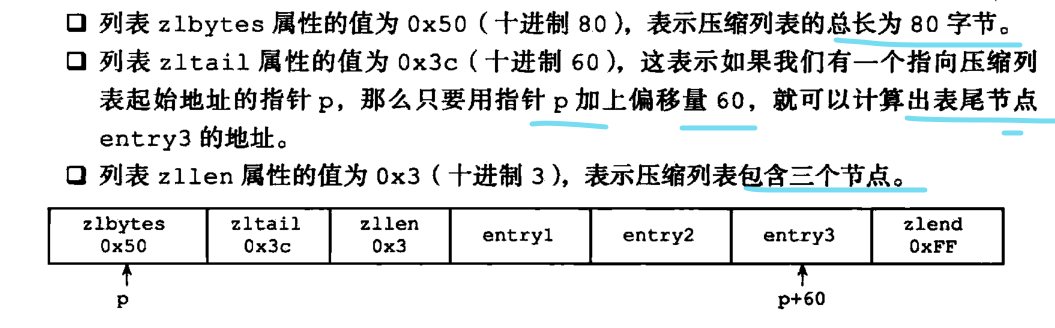 ❑ 列表 zlbytes 属性的值为 0x50（十进制 80），表示压缩列表的总长为 80 字节。
❑ 列表 zltail 属性的值为 0x3c（十进制 60），这表示如果我们有一个指向压缩列
表起始地址的指针 p，那么只要用指针 p 加上偏移量 60，就可以计算出表尾节点
entry3 的地址。
❑ 列表 zllen 属性的值为 0x3（十进制 3），表示压缩列表包含三个节点。
zlbytes zltail zllen entry1 entry2 entry3 zlend
0x50 0x3c 0x3 0xFF
p p+60